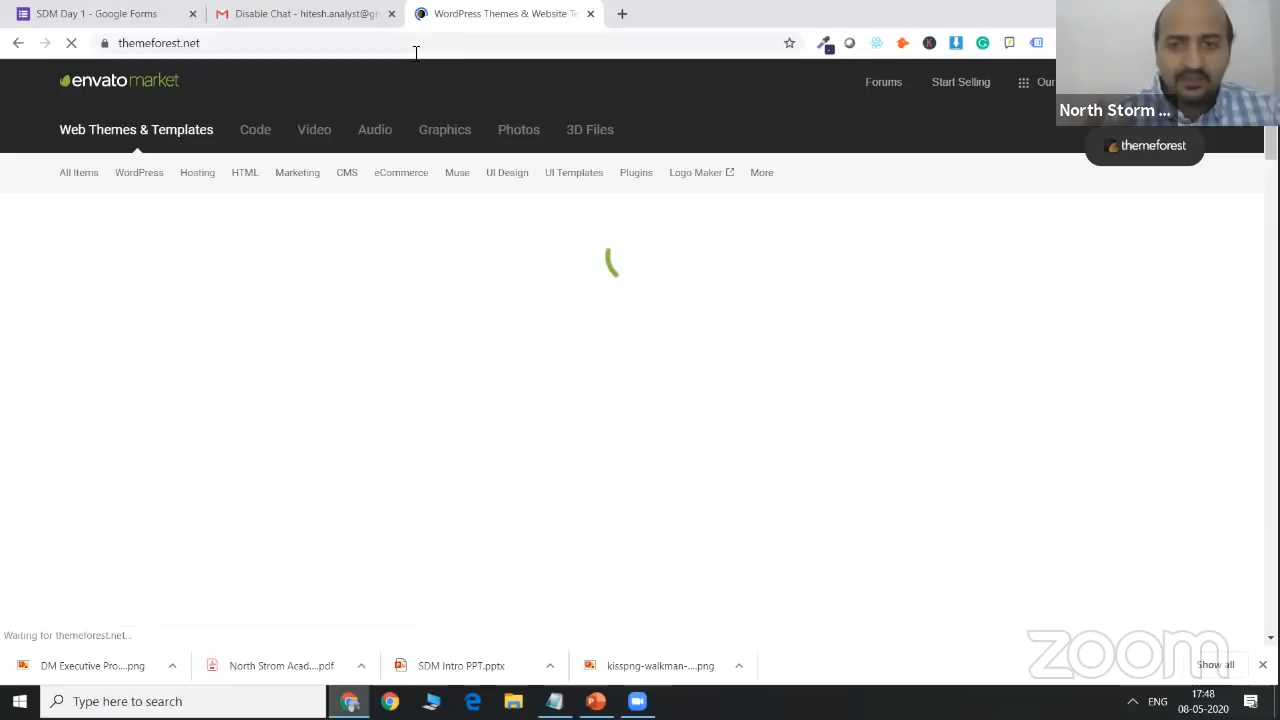 SDM Day 1 - Google Forms
Disable Chat - hitesh.analyst@gr
WordPress Themes & Website Te
themeforest.net
envatomarket
Forums
Start Selling
Our
North Storm ...
Web Themes & Templates
Code
Video
Audio
Graphics
Photos
3D Files
themeforest
All Items
WordPress
Hosting
HTML
Marketing
CMS
eCommerce
Muse
UI Design
UI Templates
Plugins
Logo Maker
More
Waiting for themeforest.net...
DM Executive Pro....png
North Strom Acad....pdf
SDM Intro PPT.pptx
kisspng-walkman-....png
Show all
zoom
Type here to search
ENG
17:48
08-05-2020